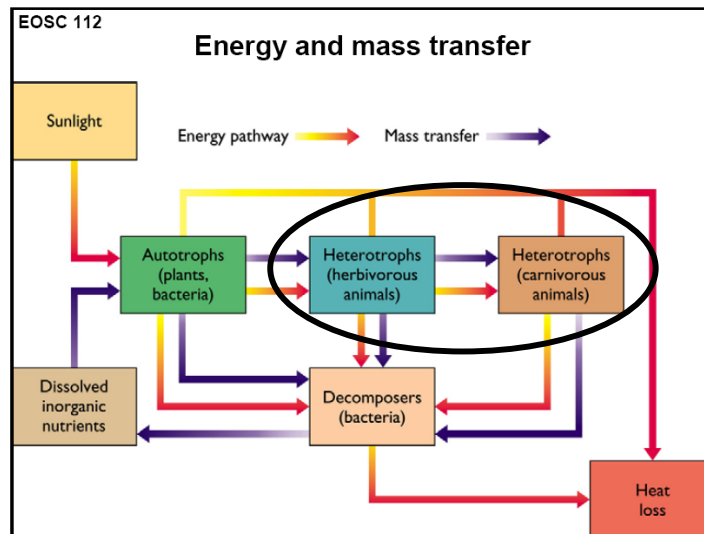 EOSC 112
Energy and mass transfer
Sunlight
Energy pathway
Mass transfer
Autotrophs
(plants,
bacteria)
Heterotrophs
(herbivorous
animals)
Heterotrophs
(carnivorous
animals)
Dissolved
inorganic
nutrients
Decomposers
(bacteria)
Heat
loss